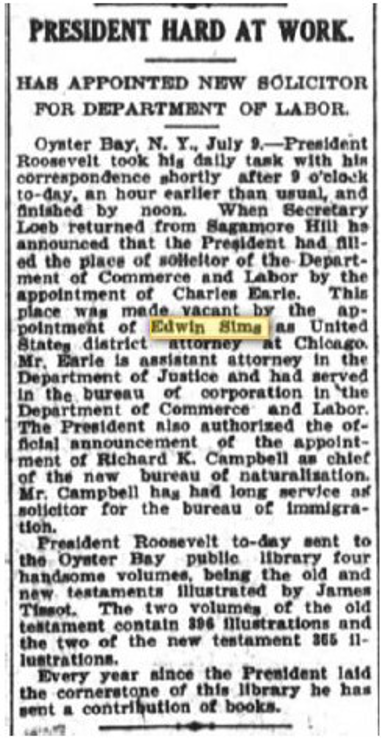 PRESIDENT HARD AT WORK.
HAS APPOINTED NEW SOLICITOR
FOR DEPARTMENT OF LABOR.
Oyster Bay, N. Y., July 9.—President
Roosevelt took his daily task with his
correspondence shortly after 9 o'clock
to-day, an hour earlier than usual, and
finished by noon. When Secretary
Loeb returned from Sagamore Hill he
announced that the President had fill-
ed the place of solicitor of the Depart-
ment of Commerce and Labor by the
appointment of Charles Earle. This
place was made vacant by the ap-
pointment of Edwin Sims as United
States district attorney at Chicago.
Mr. Earle is assistant attorney in the
Department of Justice and had served
in the bureau of corporation in the
Department of Commerce and Labor.
The President also authorized the of-
ficial announcement of the appoint-
ment of Richard K. Campbell as chief
of the new bureau of naturalization.
Mr. Campbell has had long service as
solicitor for the bureau of immigra-
tion.
President Roosevelt to-day sent to
the Oyster Bay public library four
handsome volumes, being the old and
new testaments illustrated by James
Tissot. The two volumes of the old
testament contain 396 illustrations and
the two of the new testament 365 il-
lustrations.
Every year since the President laid
the cornerstone of this library he has
sent a contribution of books.